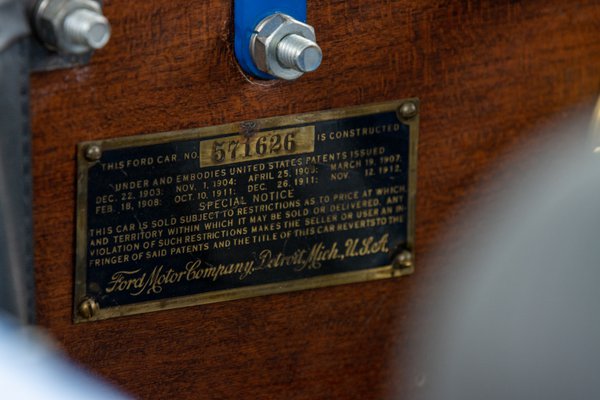 THIS FORD CAR. NO. 571626 IS CONSTRUCTED
UNDER AND EMBODIES UNITED STATES PATENTS ISSUED
DEC. 22, 1903: NOV. 1, 1904: APRIL 25, 1905: MARCH 19, 1907:
FEB. 18, 1908: OCT. 10, 1911: DEC. 26, 1911: NOV. 12, 1912.
SPECIAL NOTICE
THIS CAR IS SOLD SUBJECT TO RESTRICTIONS AS TO PRICE AT WHICH,
AND TERRITORY WITHIN WHICH IT MAY BE SOLD OR DELIVERED. ANY
VIOLATION OF SUCH RESTRICTIONS MAKES THE SELLER OR USER AN IN-
FRINGER OF SAID PATENTS AND THE TITLE OF THIS CAR REVERTS TO THE
Ford Motor Company, Detroit, Mich., U.S.A.